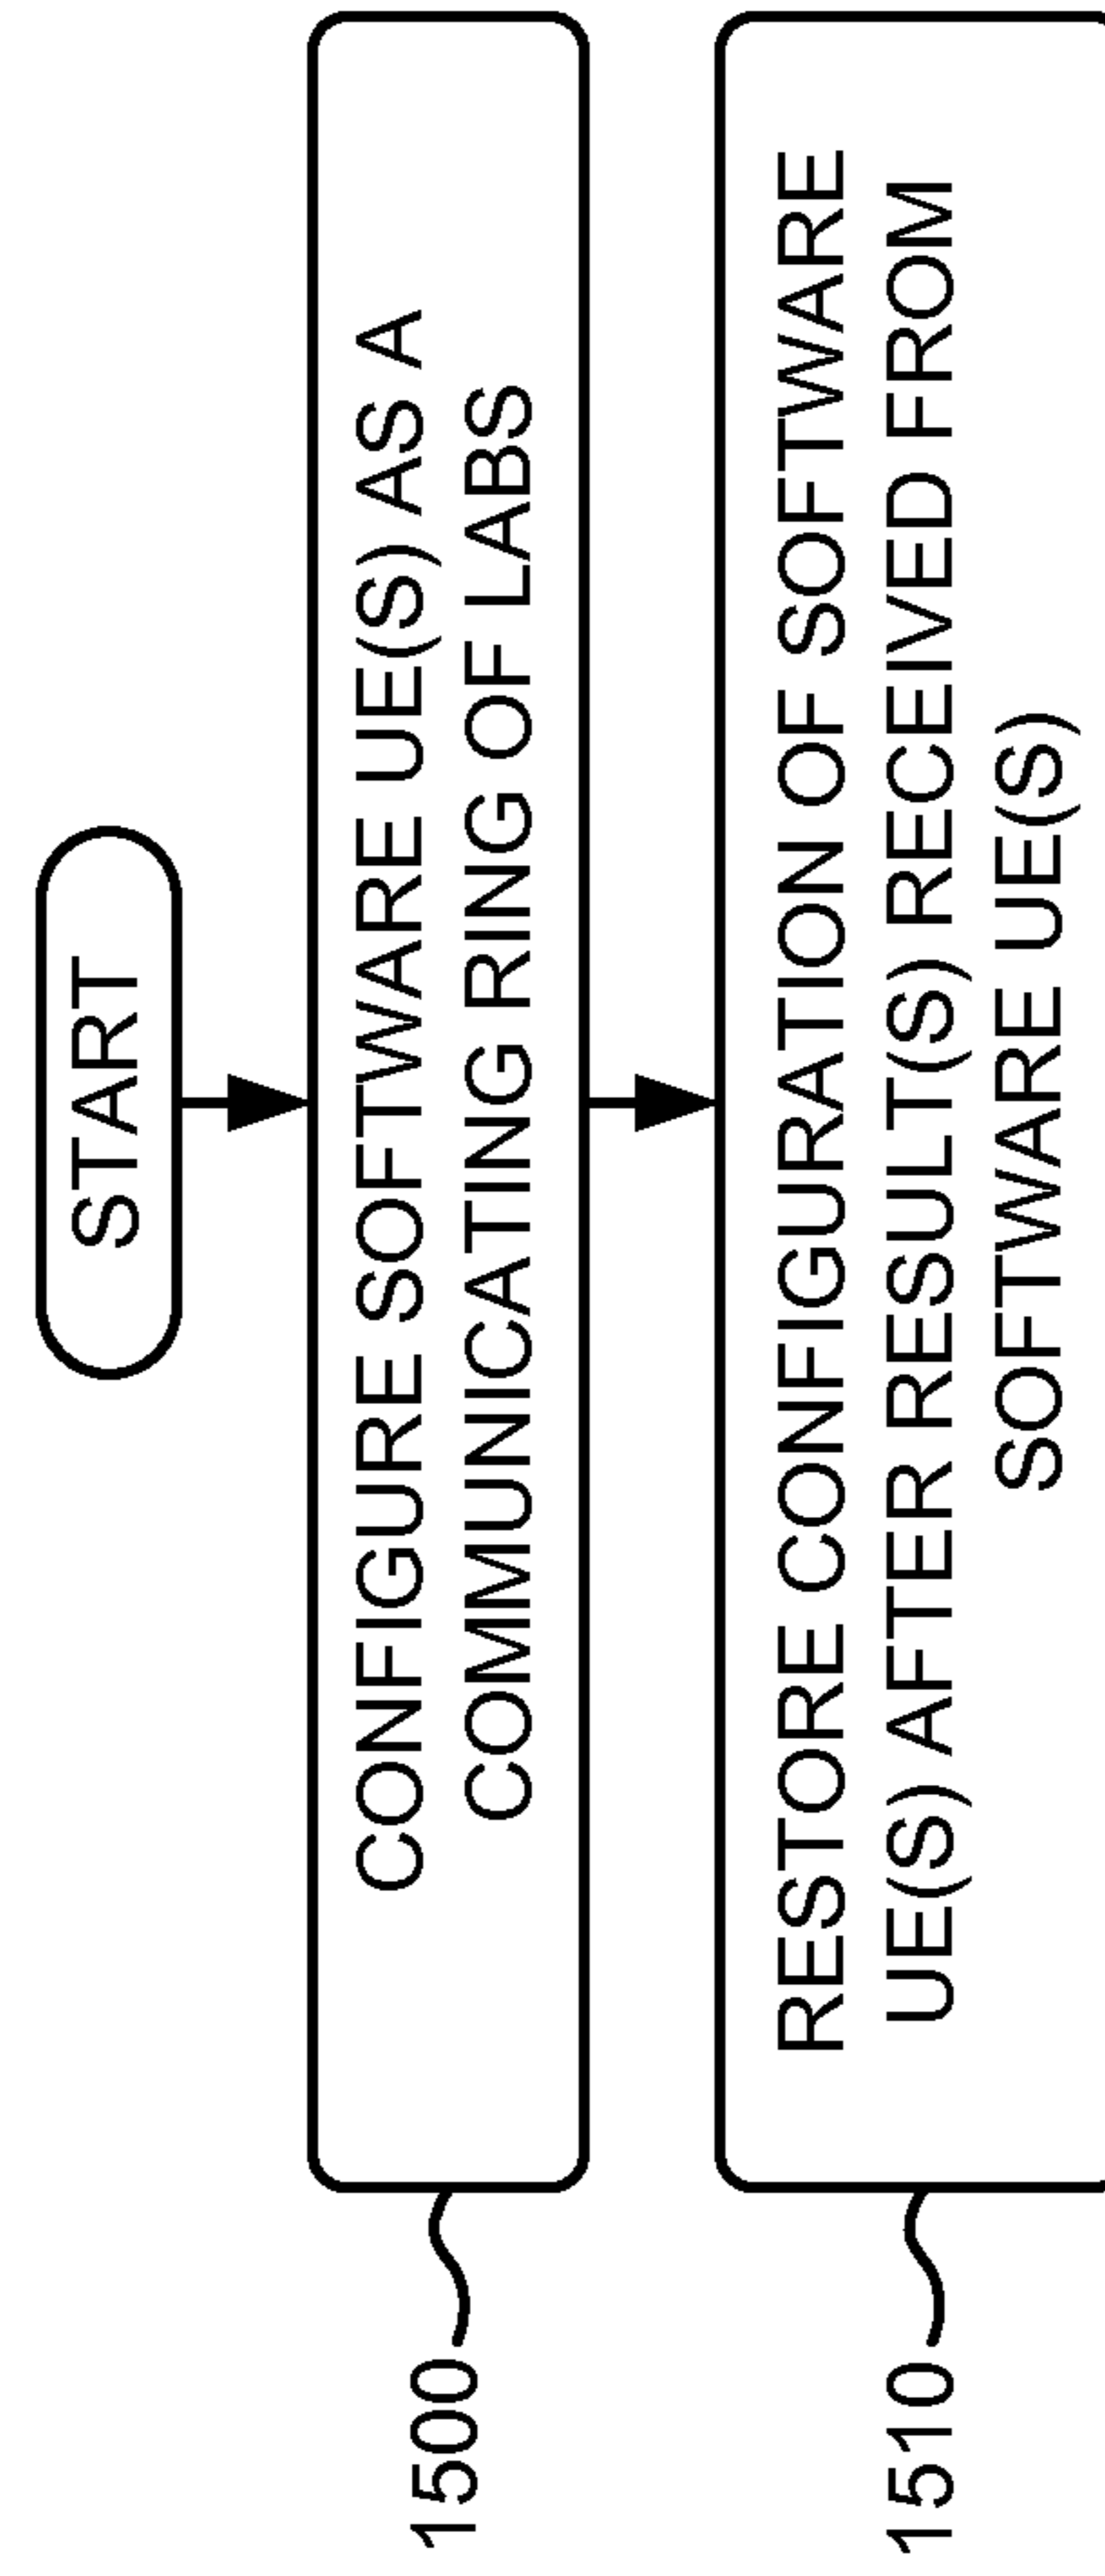 START
CONFIGURE SOFTWARE UE(S) AS A
COMMUNICATING RING OF LABS
1500
RESTORE CONFIGURATION OF SOFTWARE
UE(S) AFTER RESULT(S) RECEIVED FROM
SOFTWARE UE(S)
1510